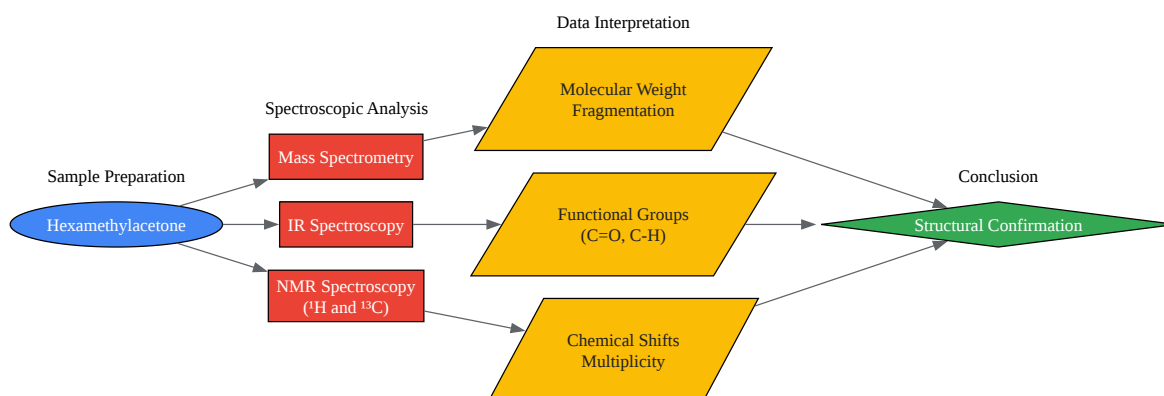 Data Interpretation
Molecular Weight
Fragmentation
Spectroscopic Analysis
Mass Spectrometry
Sample Preparation
Hexamethylacetone
IR Spectroscopy
Functional Groups
(C=O, C-H)
Conclusion
Structural Confirmation
NMR Spectroscopy
(¹H and ¹³C)
Chemical Shifts
Multiplicity